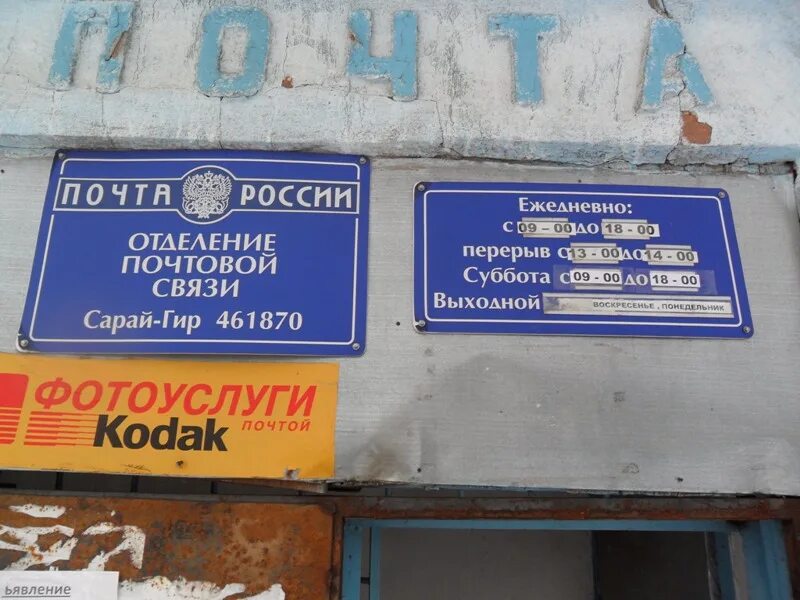 ПОЧТА
ПОЧТА РОССИИ
ОТДЕЛЕНИЕ
ПОЧТОВОЙ
СВЯЗИ
Сарай-Гир 461870
Ежедневно:
с 09-00 до 18-00
перерыв с 13-00 до 14-00
Суббота с 09-00 до 18-00
Выходной ВОСКРЕСЕНЬЕ, ПОНЕДЕЛЬНИК
ФОТОУСЛУГИ
Kodak ПОЧТОЙ
ъявление